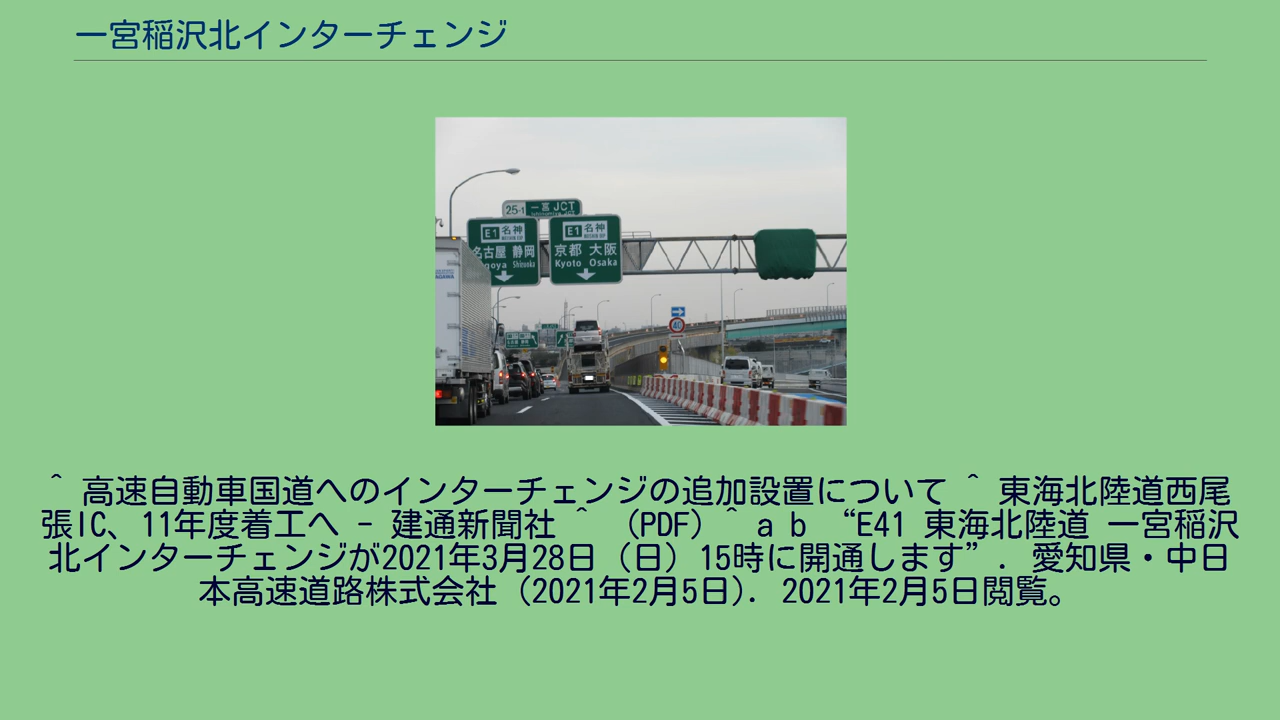 一宮稲沢北インターチェンジ
25-1 一宮 JCT
E1 名神 E1 名神
名古屋 静岡 京都 大阪
goya Shizuoka Kyoto Osaka
40
^ 高速自動車国道へのインターチェンジの追加設置について ^ 東海北陸道西尾
張IC、11年度着工へ - 建通新聞社 ^ （PDF）^ a b “E41 東海北陸道 一宮稲沢
北インターチェンジが2021年3月28日（日）15時に開通します”. 愛知県・中日
本高速道路株式会社 (2021年2月5日). 2021年2月5日閲覧。